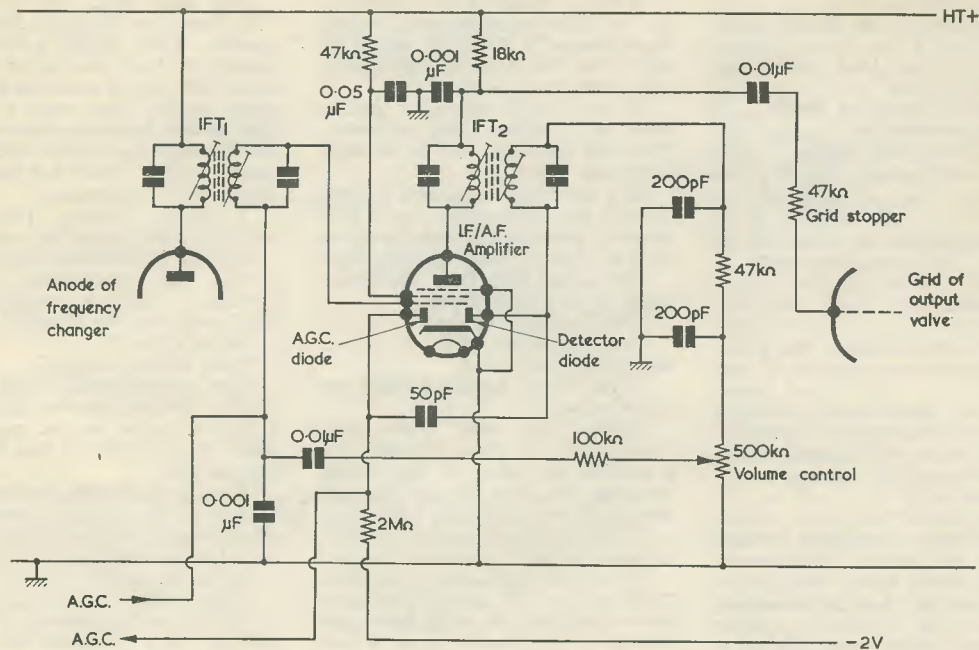 HT+
47kΩ
0·001
μF
18kΩ
0·01μF
0·05
μF
IFT1
IFT2
200pF
47kΩ
Grid stopper
I.F./A.F.
Amplifier
47kΩ
Anode of
frequency
changer
Grid of
output
valve
200pF
A.G.C.
diode
Detector
diode
50pF
0·01μF
100kΩ
500kΩ
Volume control
0·001
μF
2MΩ
A.G.C.
A.G.C.
-2V